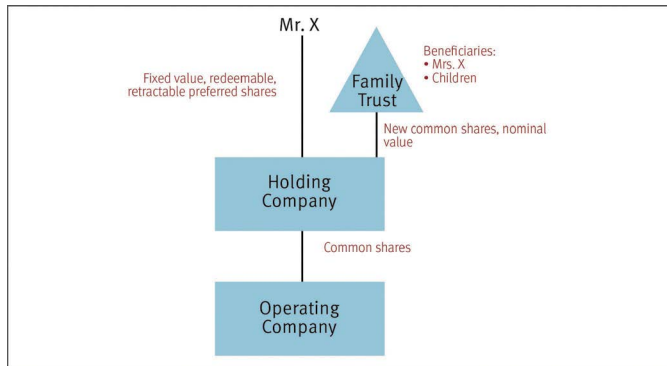 Mr. X
Fixed value, redeemable,
retractable preferred shares
Family
Trust
Beneficiaries:
• Mrs. X
• Children
New common shares, nominal
value
Holding
Company
Common shares
Operating
Company